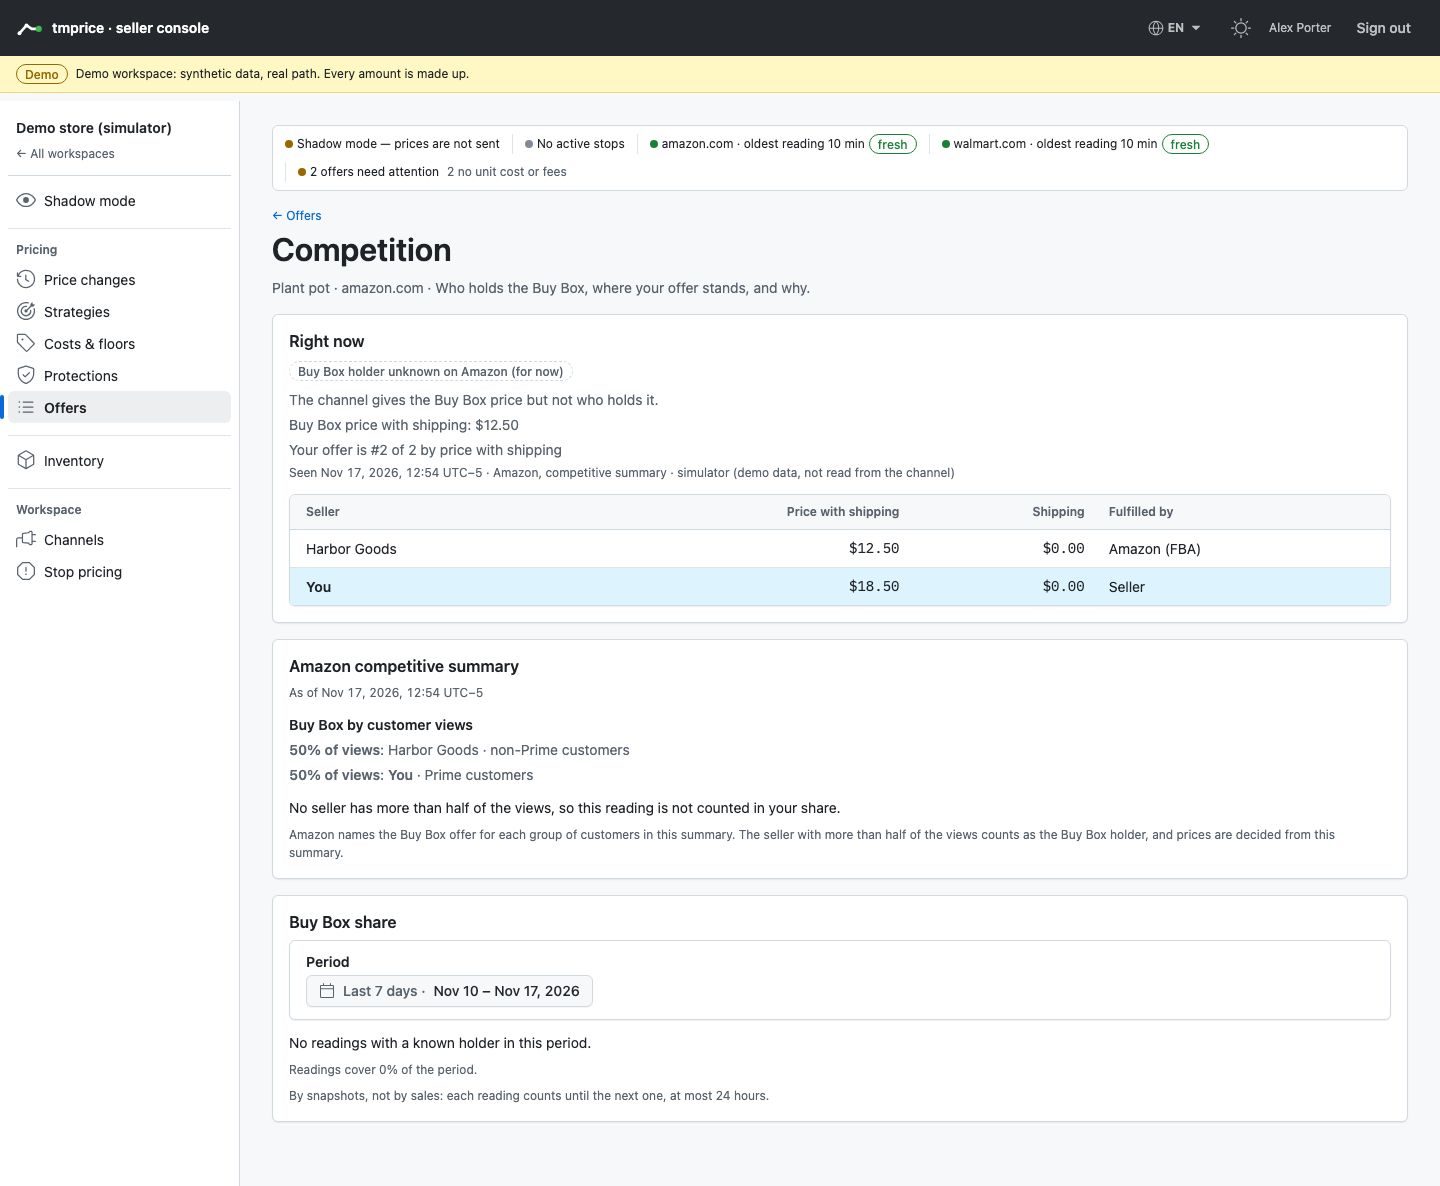 tmprice · seller console
EN
Alex Porter
Sign out
Demo
Demo workspace: synthetic data, real path. Every amount is made up.
Demo store (simulator)
← All workspaces
Shadow mode
Pricing
Price changes
Strategies
Costs & floors
Protections
Offers
Inventory
Workspace
Channels
Stop pricing
Shadow mode — prices are not sent
No active stops
amazon.com · oldest reading 10 min fresh
walmart.com · oldest reading 10 min fresh
2 offers need attention 2 no unit cost or fees
← Offers
Competition
Plant pot · amazon.com · Who holds the Buy Box, where your offer stands, and why.
Right now
Buy Box holder unknown on Amazon (for now)
The channel gives the Buy Box price but not who holds it.
Buy Box price with shipping: $12.50
Your offer is #2 of 2 by price with shipping
Seen Nov 17, 2026, 12:54 UTC−5 · Amazon, competitive summary · simulator (demo data, not read from the channel)
Seller Price with shipping Shipping Fulfilled by
Harbor Goods $12.50 $0.00 Amazon (FBA)
You $18.50 $0.00 Seller
Amazon competitive summary
As of Nov 17, 2026, 12:54 UTC−5
Buy Box by customer views
50% of views: Harbor Goods · non-Prime customers
50% of views: You · Prime customers
No seller has more than half of the views, so this reading is not counted in your share.
Amazon names the Buy Box offer for each group of customers in this summary. The seller with more than half of the views counts as the Buy Box holder, and prices are decided from this
summary.
Buy Box share
Period
Last 7 days · Nov 10 – Nov 17, 2026
No readings with a known holder in this period.
Readings cover 0% of the period.
By snapshots, not by sales: each reading counts until the next one, at most 24 hours.